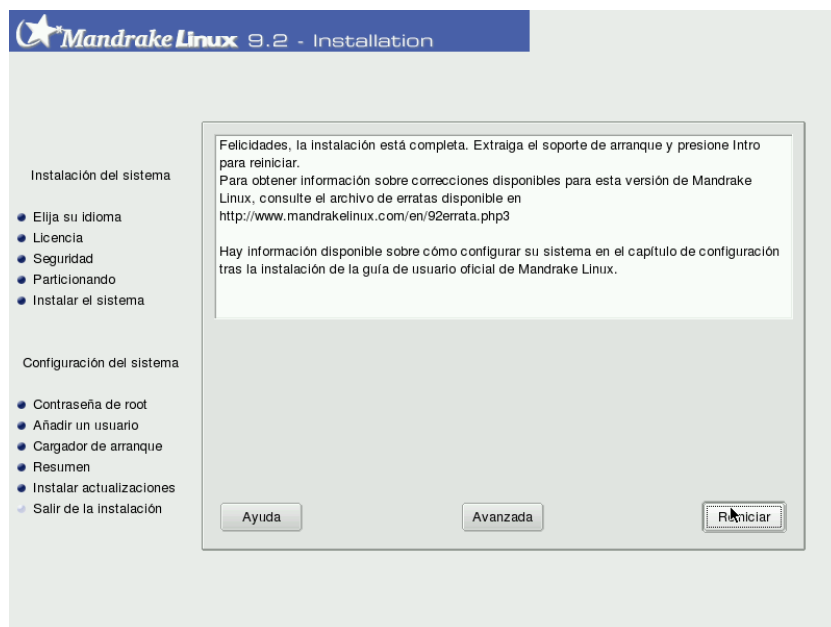 MandrakeLinux 9.2 - Installation
Felicidades, la instalación está completa. Extraiga el soporte de arranque y presione Intro
para reiniciar.
Para obtener información sobre correcciones disponibles para esta versión de Mandrake
Linux, consulte el archivo de erratas disponible en
http://www.mandrakelinux.com/en/92errata.php3
Hay información disponible sobre cómo configurar su sistema en el capítulo de configuración
tras la instalación de la guía de usuario oficial de Mandrake Linux.
Instalación del sistema
Elija su idioma
Licencia
Seguridad
Particionando
Instalar el sistema
Configuración del sistema
Contraseña de root
Añadir un usuario
Cargador de arranque
Resumen
Instalar actualizaciones
Salir de la instalación
Ayuda
Avanzada
Reiniciar